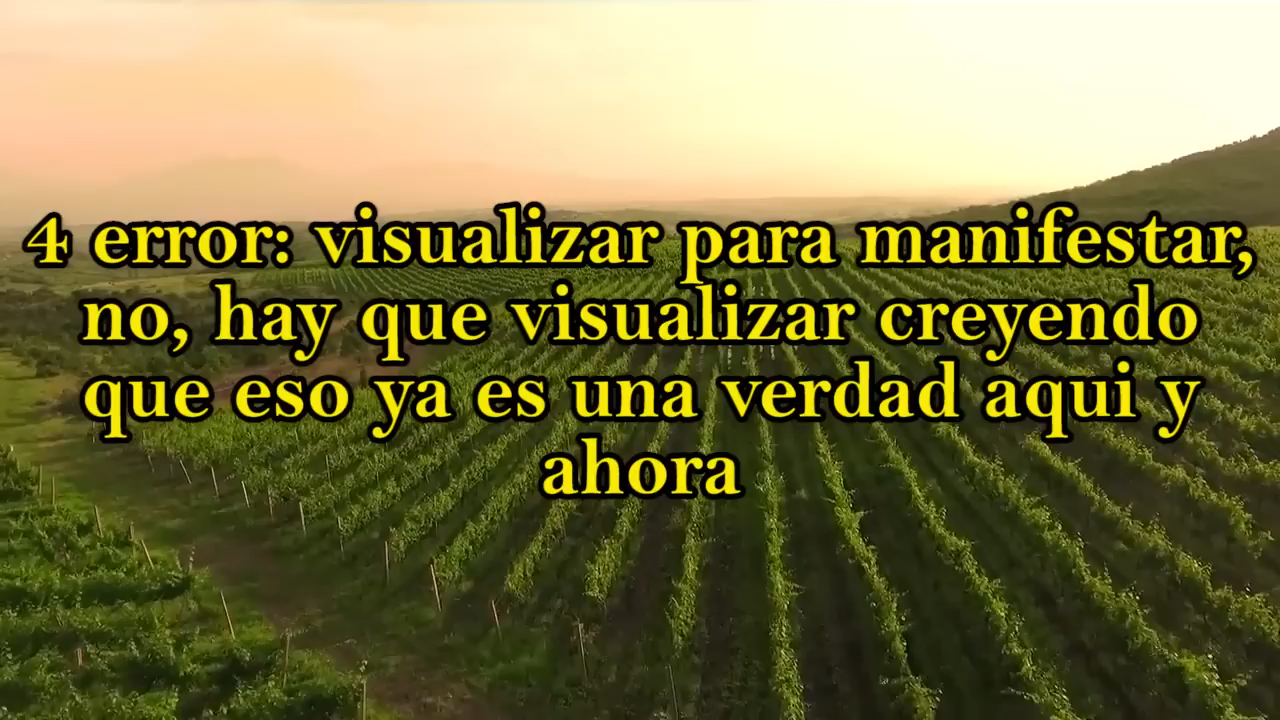 4 error: visualizar para manifestar,
no, hay que visualizar creyendo
que eso ya es una verdad aqui y
ahora